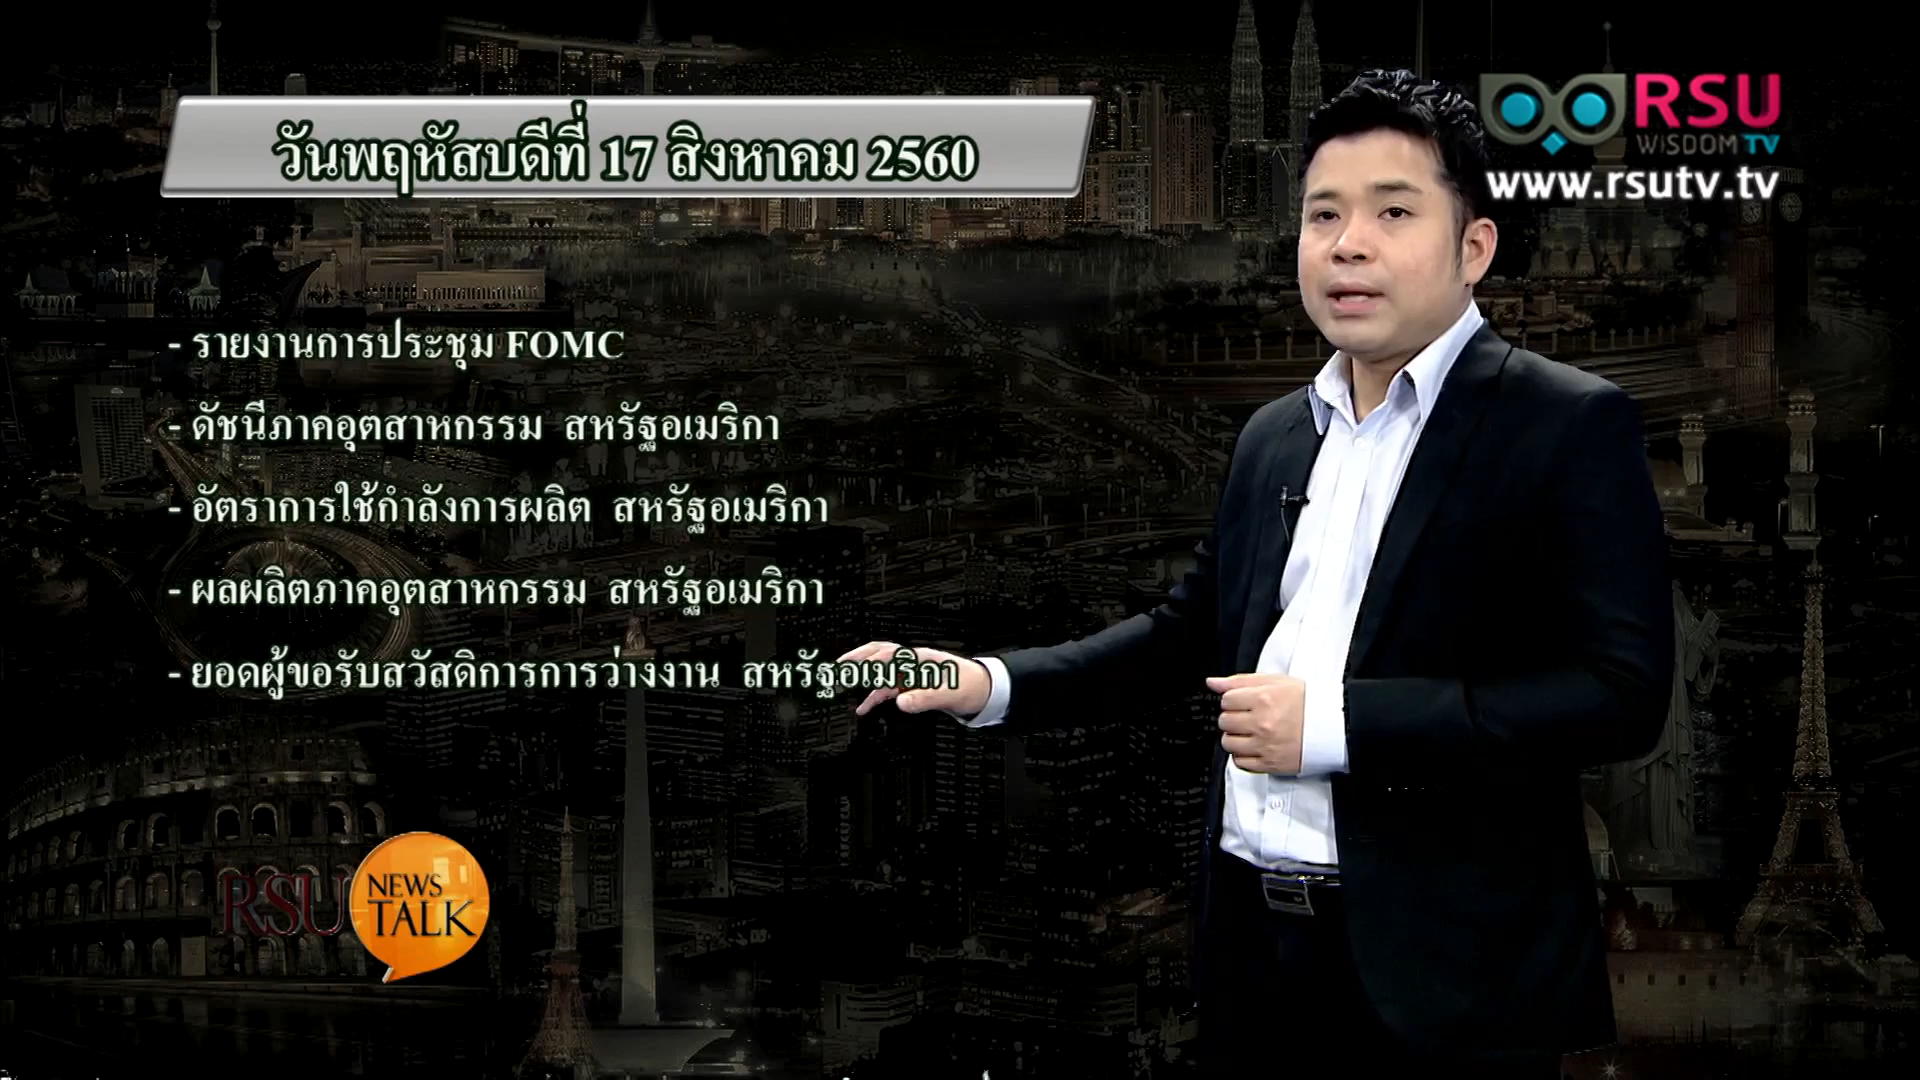 วันพฤหัสบดีที่ 17 สิงหาคม 2560
RSU
WISDOM TV
www.rsutv.tv
- รายงานการประชุม FOMC
- ดัชนีภาคอุตสาหกรรม สหรัฐอเมริกา
- อัตราการใช้กำลังการผลิต สหรัฐอเมริกา
- ผลผลิตภาคอุตสาหกรรม สหรัฐอเมริกา
- ยอดผู้ขอรับสวัสดิการการว่างงาน สหรัฐอเมริกา
RSU NEWS
TALK